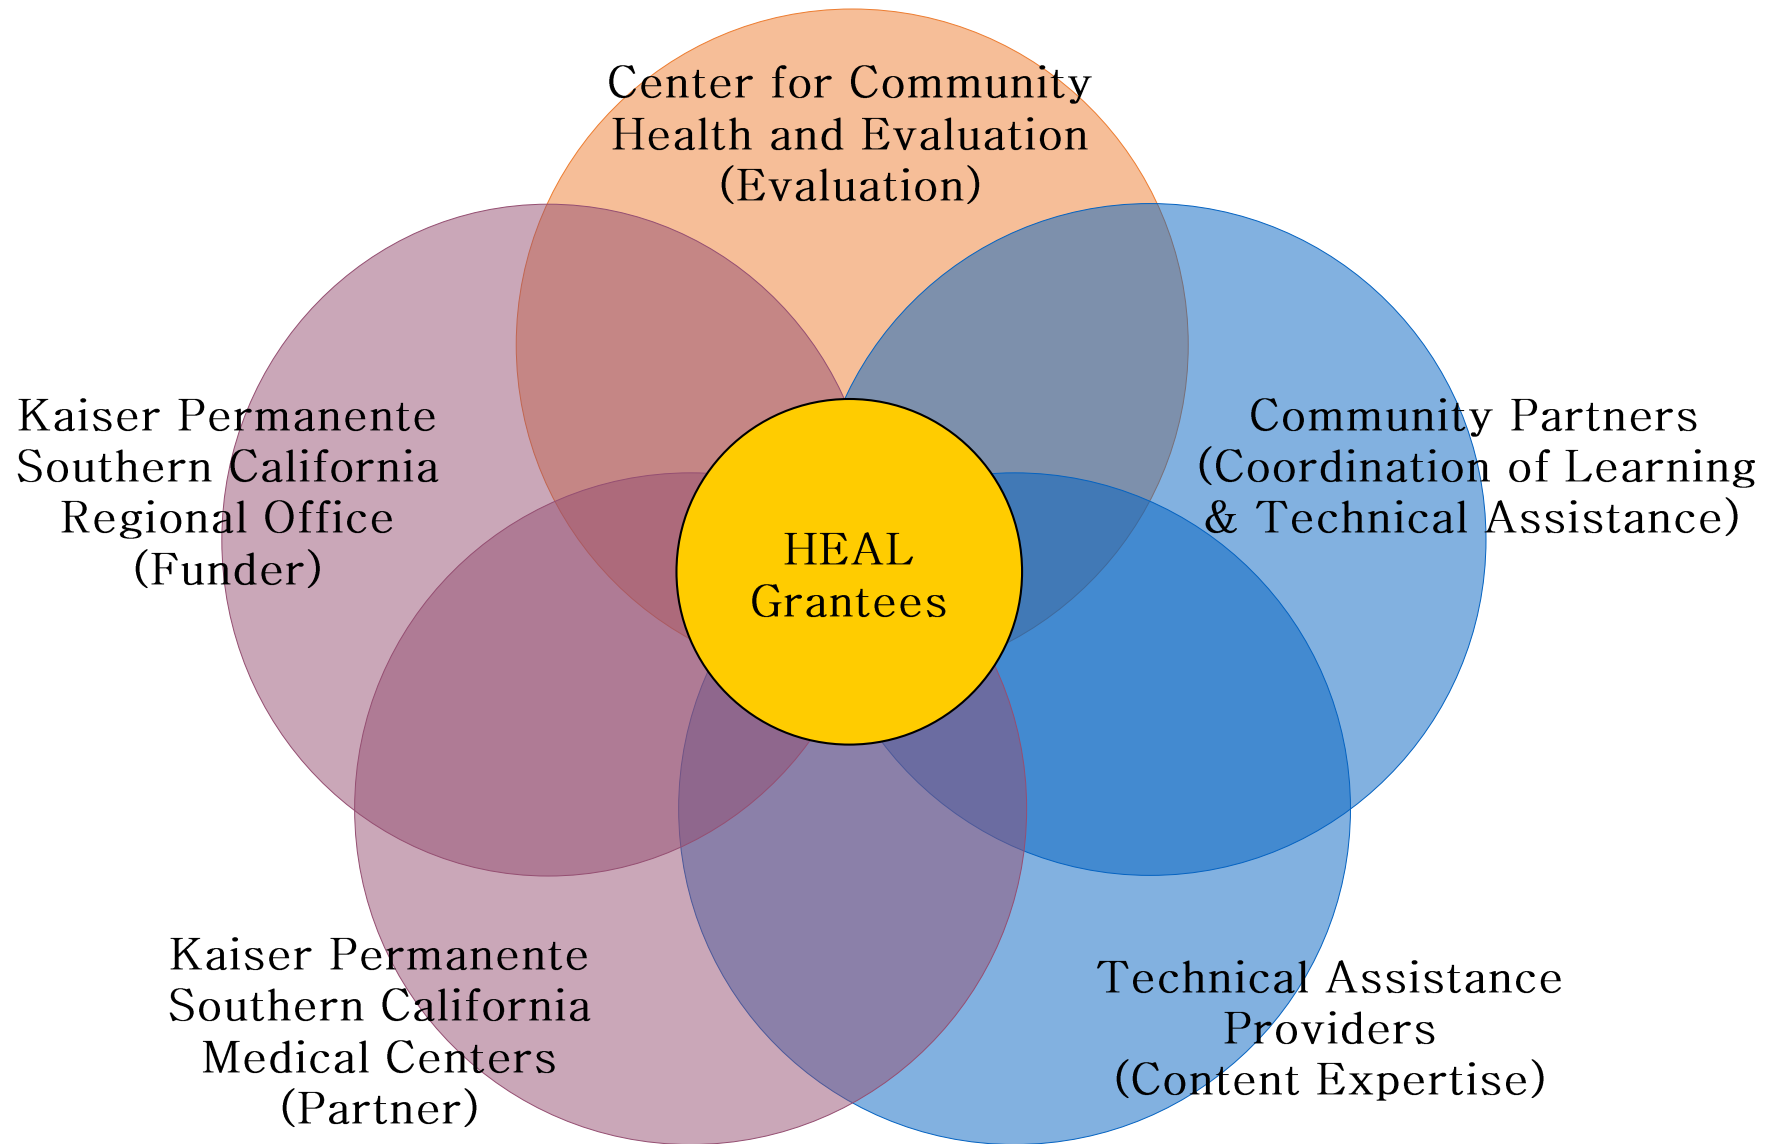 Center for Community
Health and Evaluation
(Evaluation)
Kaiser Permanente
Southern California
Regional Office
(Funder)
Community Partners
(Coordination of Learning
& Technical Assistance)
HEAL
Grantees
Kaiser Permanente
Southern California
Medical Centers
(Partner)
Technical Assistance
Providers
(Content Expertise)